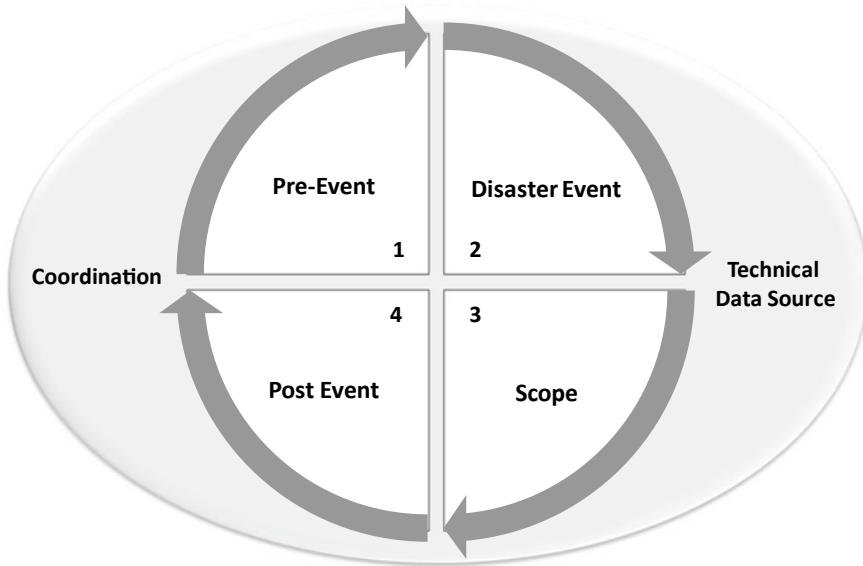 Pre-Event
Disaster Event
1
2
Coordination
Technical
Data Source
4
3
Post Event
Scope